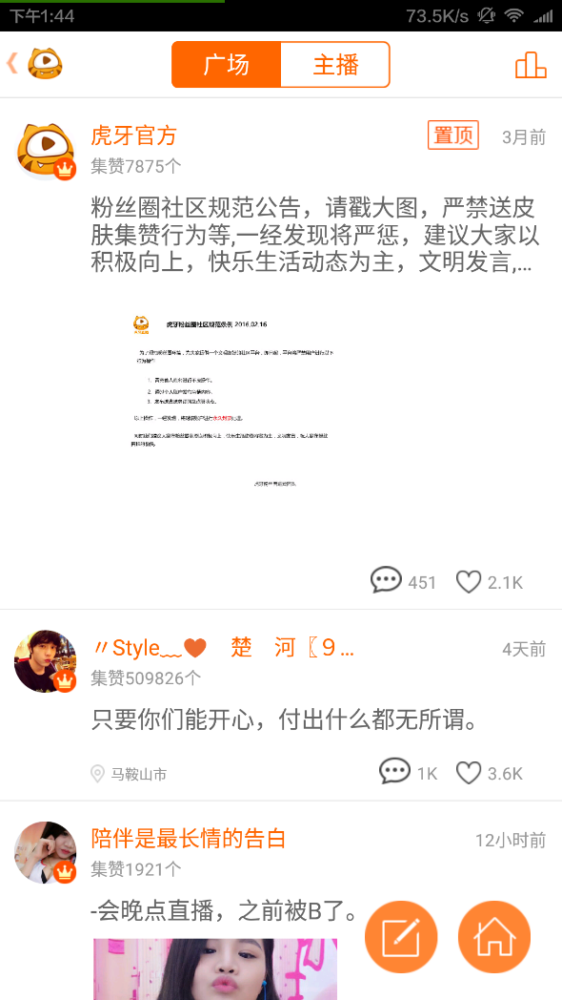 下午1:44 73.5K/s
广场 主播
虎牙官方 置顶 3月前
集赞7875个
粉丝圈社区规范公告，请戳大图，严禁送皮
肤集赞行为等,一经发现将严惩，建议大家以
积极向上，快乐生活动态为主，文明发言,...
虎牙粉丝圈社区规范条例 2016.02.16
451 2.1K
〃Style﹏❤ 楚 河〖９... 4天前
集赞509826个
只要你们能开心，付出什么都无所谓。
马鞍山市 1K 3.6K
陪伴是最长情的告白 12小时前
集赞1921个
-会晚点直播，之前被B了。